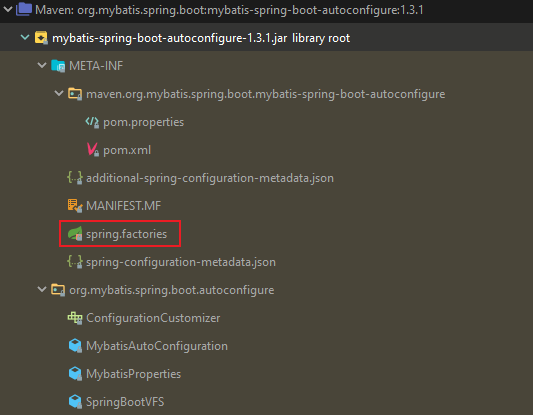 Maven: org.mybatis.spring.boot:mybatis-spring-boot-autoconfigure:1.3.1
mybatis-spring-boot-autoconfigure-1.3.1.jar library root
META-INF
maven.org.mybatis.spring.boot.mybatis-spring-boot-autoconfigure
pom.properties
pom.xml
additional-spring-configuration-metadata.json
MANIFEST.MF
spring.factories
spring-configuration-metadata.json
org.mybatis.spring.boot.autoconfigure
ConfigurationCustomizer
MybatisAutoConfiguration
MybatisProperties
SpringBootVFS